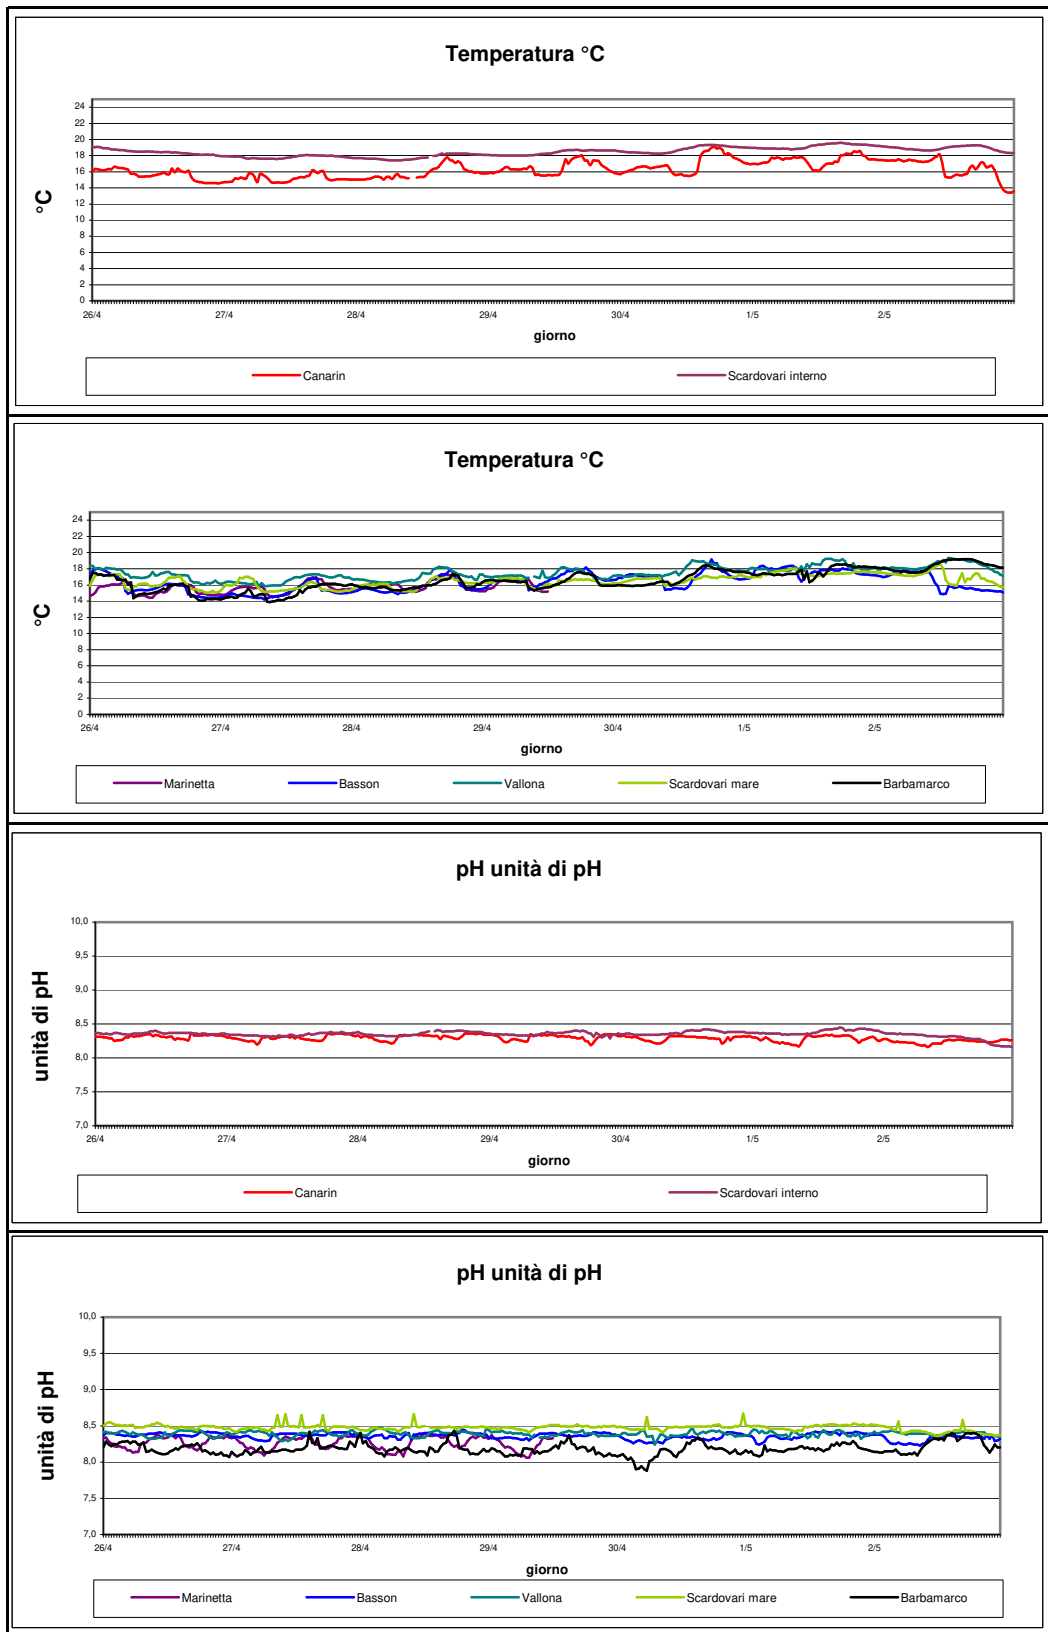 Temperatura °C
24
22
20
18
16
14
12
10
8
6
4
2
0
°C
26/4 27/4 28/4 29/4 30/4 1/5 2/5
giorno
Canarin Scardovari interno
Temperatura °C
24
22
20
18
16
14
12
10
8
6
4
2
0
°C
26/4 27/4 28/4 29/4 30/4 1/5 2/5
giorno
Marinetta Basson Vallona Scardovari mare Barbamarco
pH unità di pH
10,0
9,5
9,0
8,5
8,0
7,5
7,0
unità di pH
26/4 27/4 28/4 29/4 30/4 1/5 2/5
giorno
Canarin Scardovari interno
pH unità di pH
10,0
9,5
9,0
8,5
8,0
7,5
7,0
unità di pH
26/4 27/4 28/4 29/4 30/4 1/5 2/5
giorno
Marinetta Basson Vallona Scardovari mare Barbamarco